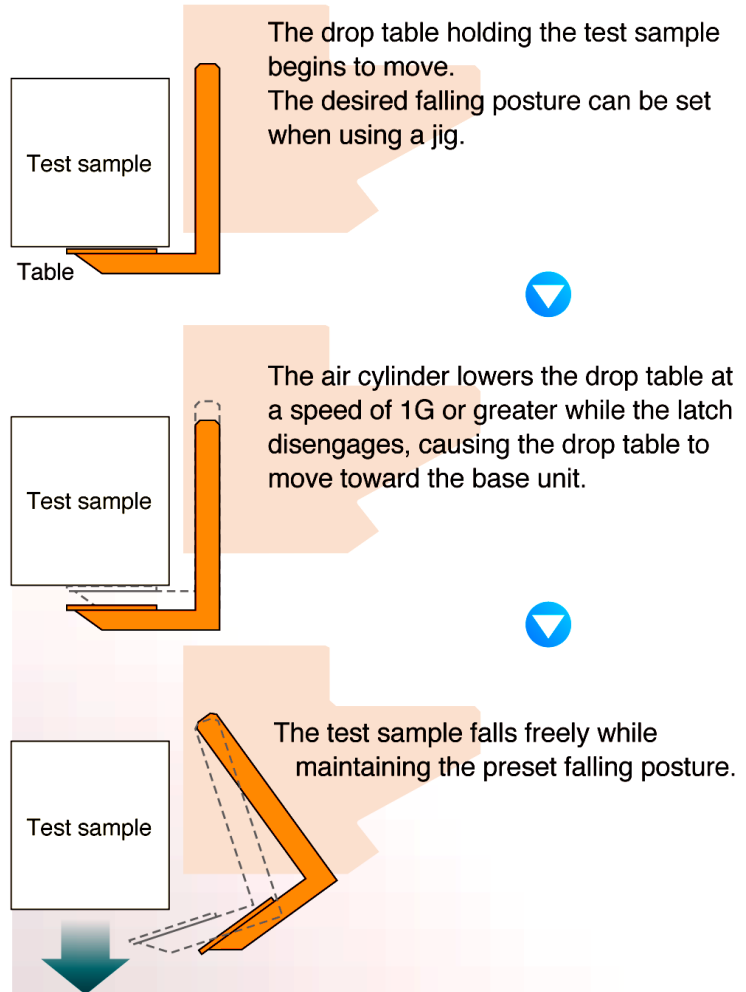 The drop table holding the test sample
begins to move.
The desired falling posture can be set
when using a jig.
Test sample
Table
The air cylinder lowers the drop table at
a speed of 1G or greater while the latch
disengages, causing the drop table to
move toward the base unit.
Test sample
The test sample falls freely while
maintaining the preset falling posture.
Test sample